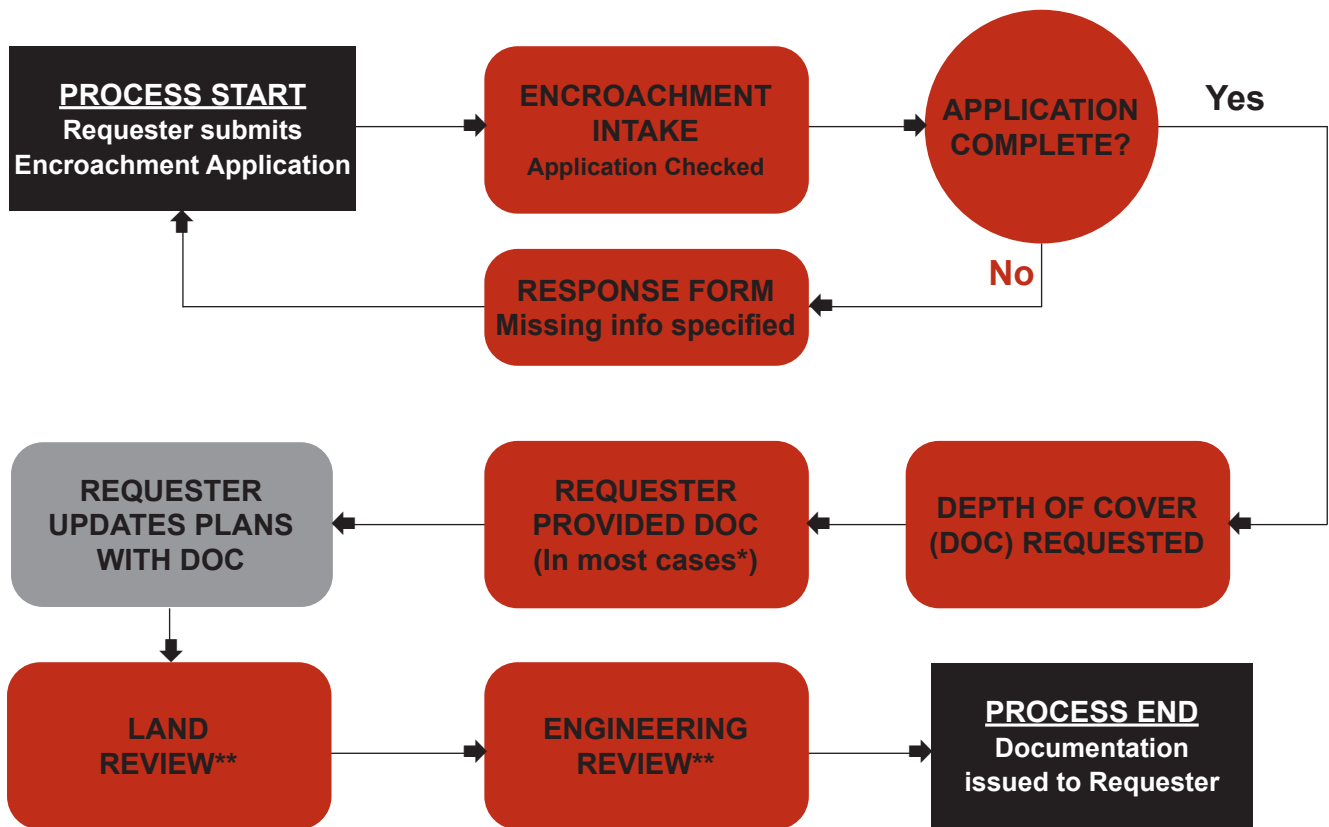 PROCESS START
Requester submits
Encroachment Application
ENCROACHMENT
INTAKE
Application Checked
APPLICATION
COMPLETE?
Yes
No
RESPONSE FORM
Missing info specified
DEPTH OF COVER
(DOC) REQUESTED
REQUESTER
PROVIDED DOC
(In most cases*)
REQUESTER
UPDATES PLANS
WITH DOC
LAND
REVIEW**
ENGINEERING
REVIEW**
PROCESS END
Documentation
issued to Requester